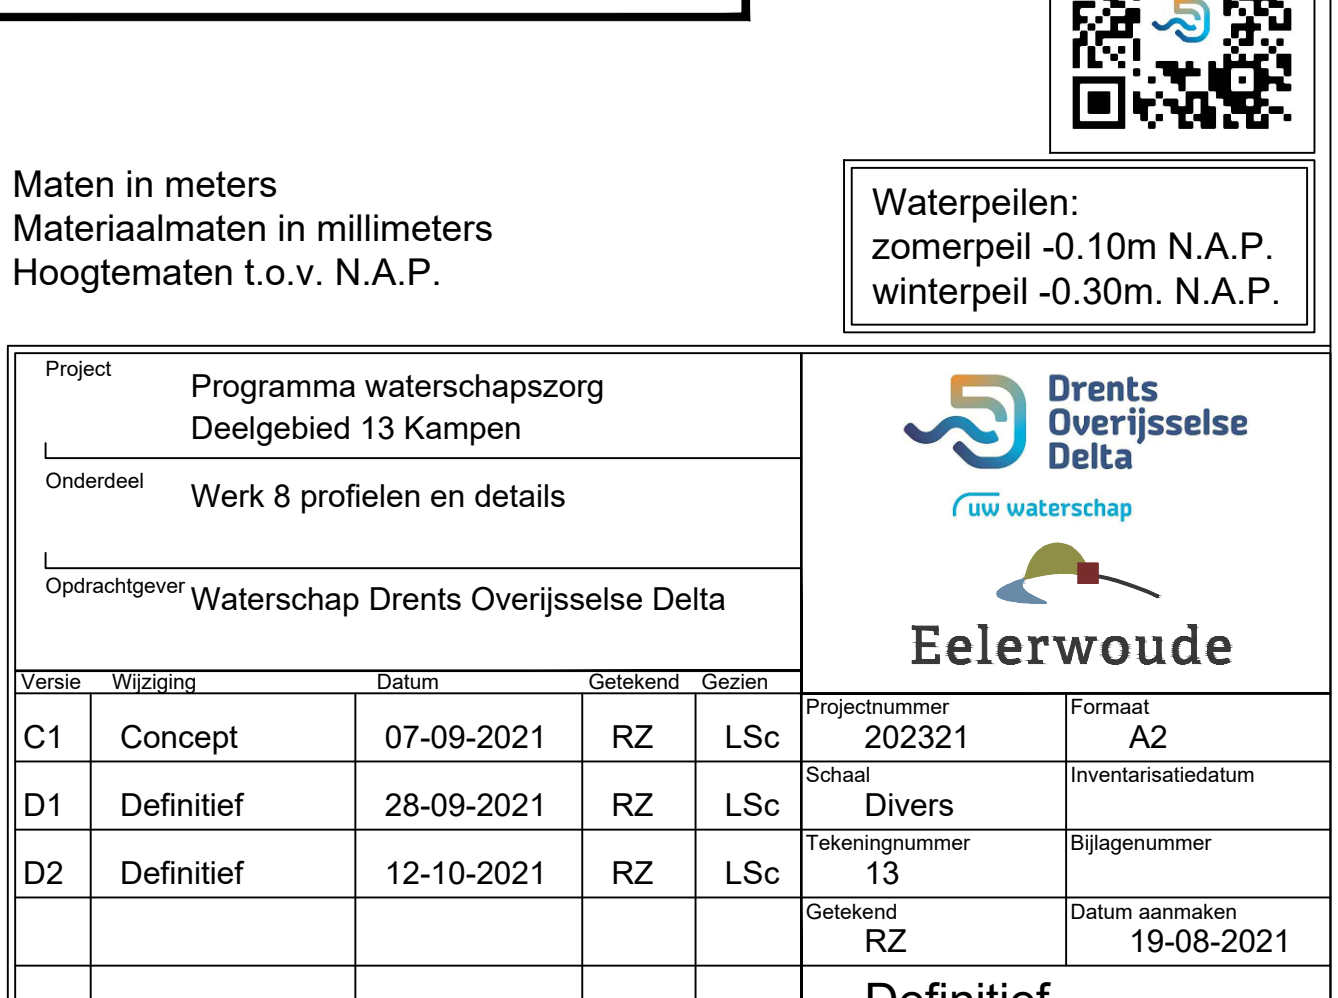 Maten in meters
Materiaalmaten in millimeters
Hoogtematen t.o.v. N.A.P.
Waterpeilen:
zomerpeil -0.10m N.A.P.
winterpeil -0.30m. N.A.P.
Project
Programma waterschapszorg
Deelgebied 13 Kampen
Onderdeel
Werk 8 profielen en details
Opdrachtgever
Waterschap Drents Overijsselse Delta
Drents
Overijsselse
Delta
uw waterschap
Eelerwoude
Versie Wijziging Datum Getekend Gezien
C1 Concept 07-09-2021 RZ LSc
D1 Definitief 28-09-2021 RZ LSc
D2 Definitief 12-10-2021 RZ LSc
Projectnummer
202321
Formaat
A2
Schaal
Divers
Inventarisatiedatum
Tekeningnummer
13
Bijlagenummer
Getekend
RZ
Datum aanmaken
19-08-2021
Definitief